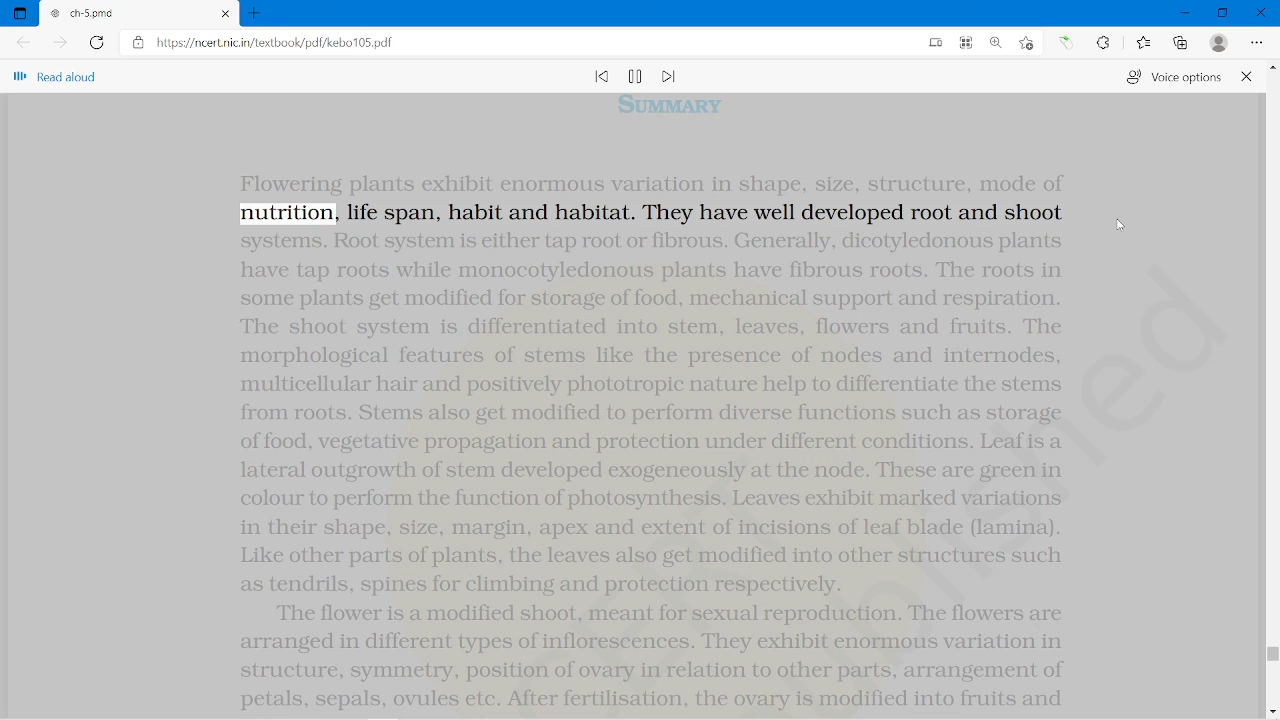 ch-5.pmd
https://ncert.nic.in/textbook/pdf/kebo105.pdf
Read aloud
Voice options
SUMMARY
Flowering plants exhibit enormous variation in shape, size, structure, mode of
nutrition, life span, habit and habitat. They have well developed root and shoot
systems. Root system is either tap root or fibrous. Generally, dicotyledonous plants
have tap roots while monocotyledonous plants have fibrous roots. The roots in
some plants get modified for storage of food, mechanical support and respiration.
The shoot system is differentiated into stem, leaves, flowers and fruits. The
morphological features of stems like the presence of nodes and internodes,
multicellular hair and positively phototropic nature help to differentiate the stems
from roots. Stems also get modified to perform diverse functions such as storage
of food, vegetative propagation and protection under different conditions. Leaf is a
lateral outgrowth of stem developed exogeneously at the node. These are green in
colour to perform the function of photosynthesis. Leaves exhibit marked variations
in their shape, size, margin, apex and extent of incisions of leaf blade (lamina).
Like other parts of plants, the leaves also get modified into other structures such
as tendrils, spines for climbing and protection respectively.
The flower is a modified shoot, meant for sexual reproduction. The flowers are
arranged in different types of inflorescences. They exhibit enormous variation in
structure, symmetry, position of ovary in relation to other parts, arrangement of
petals, sepals, ovules etc. After fertilisation, the ovary is modified into fruits and